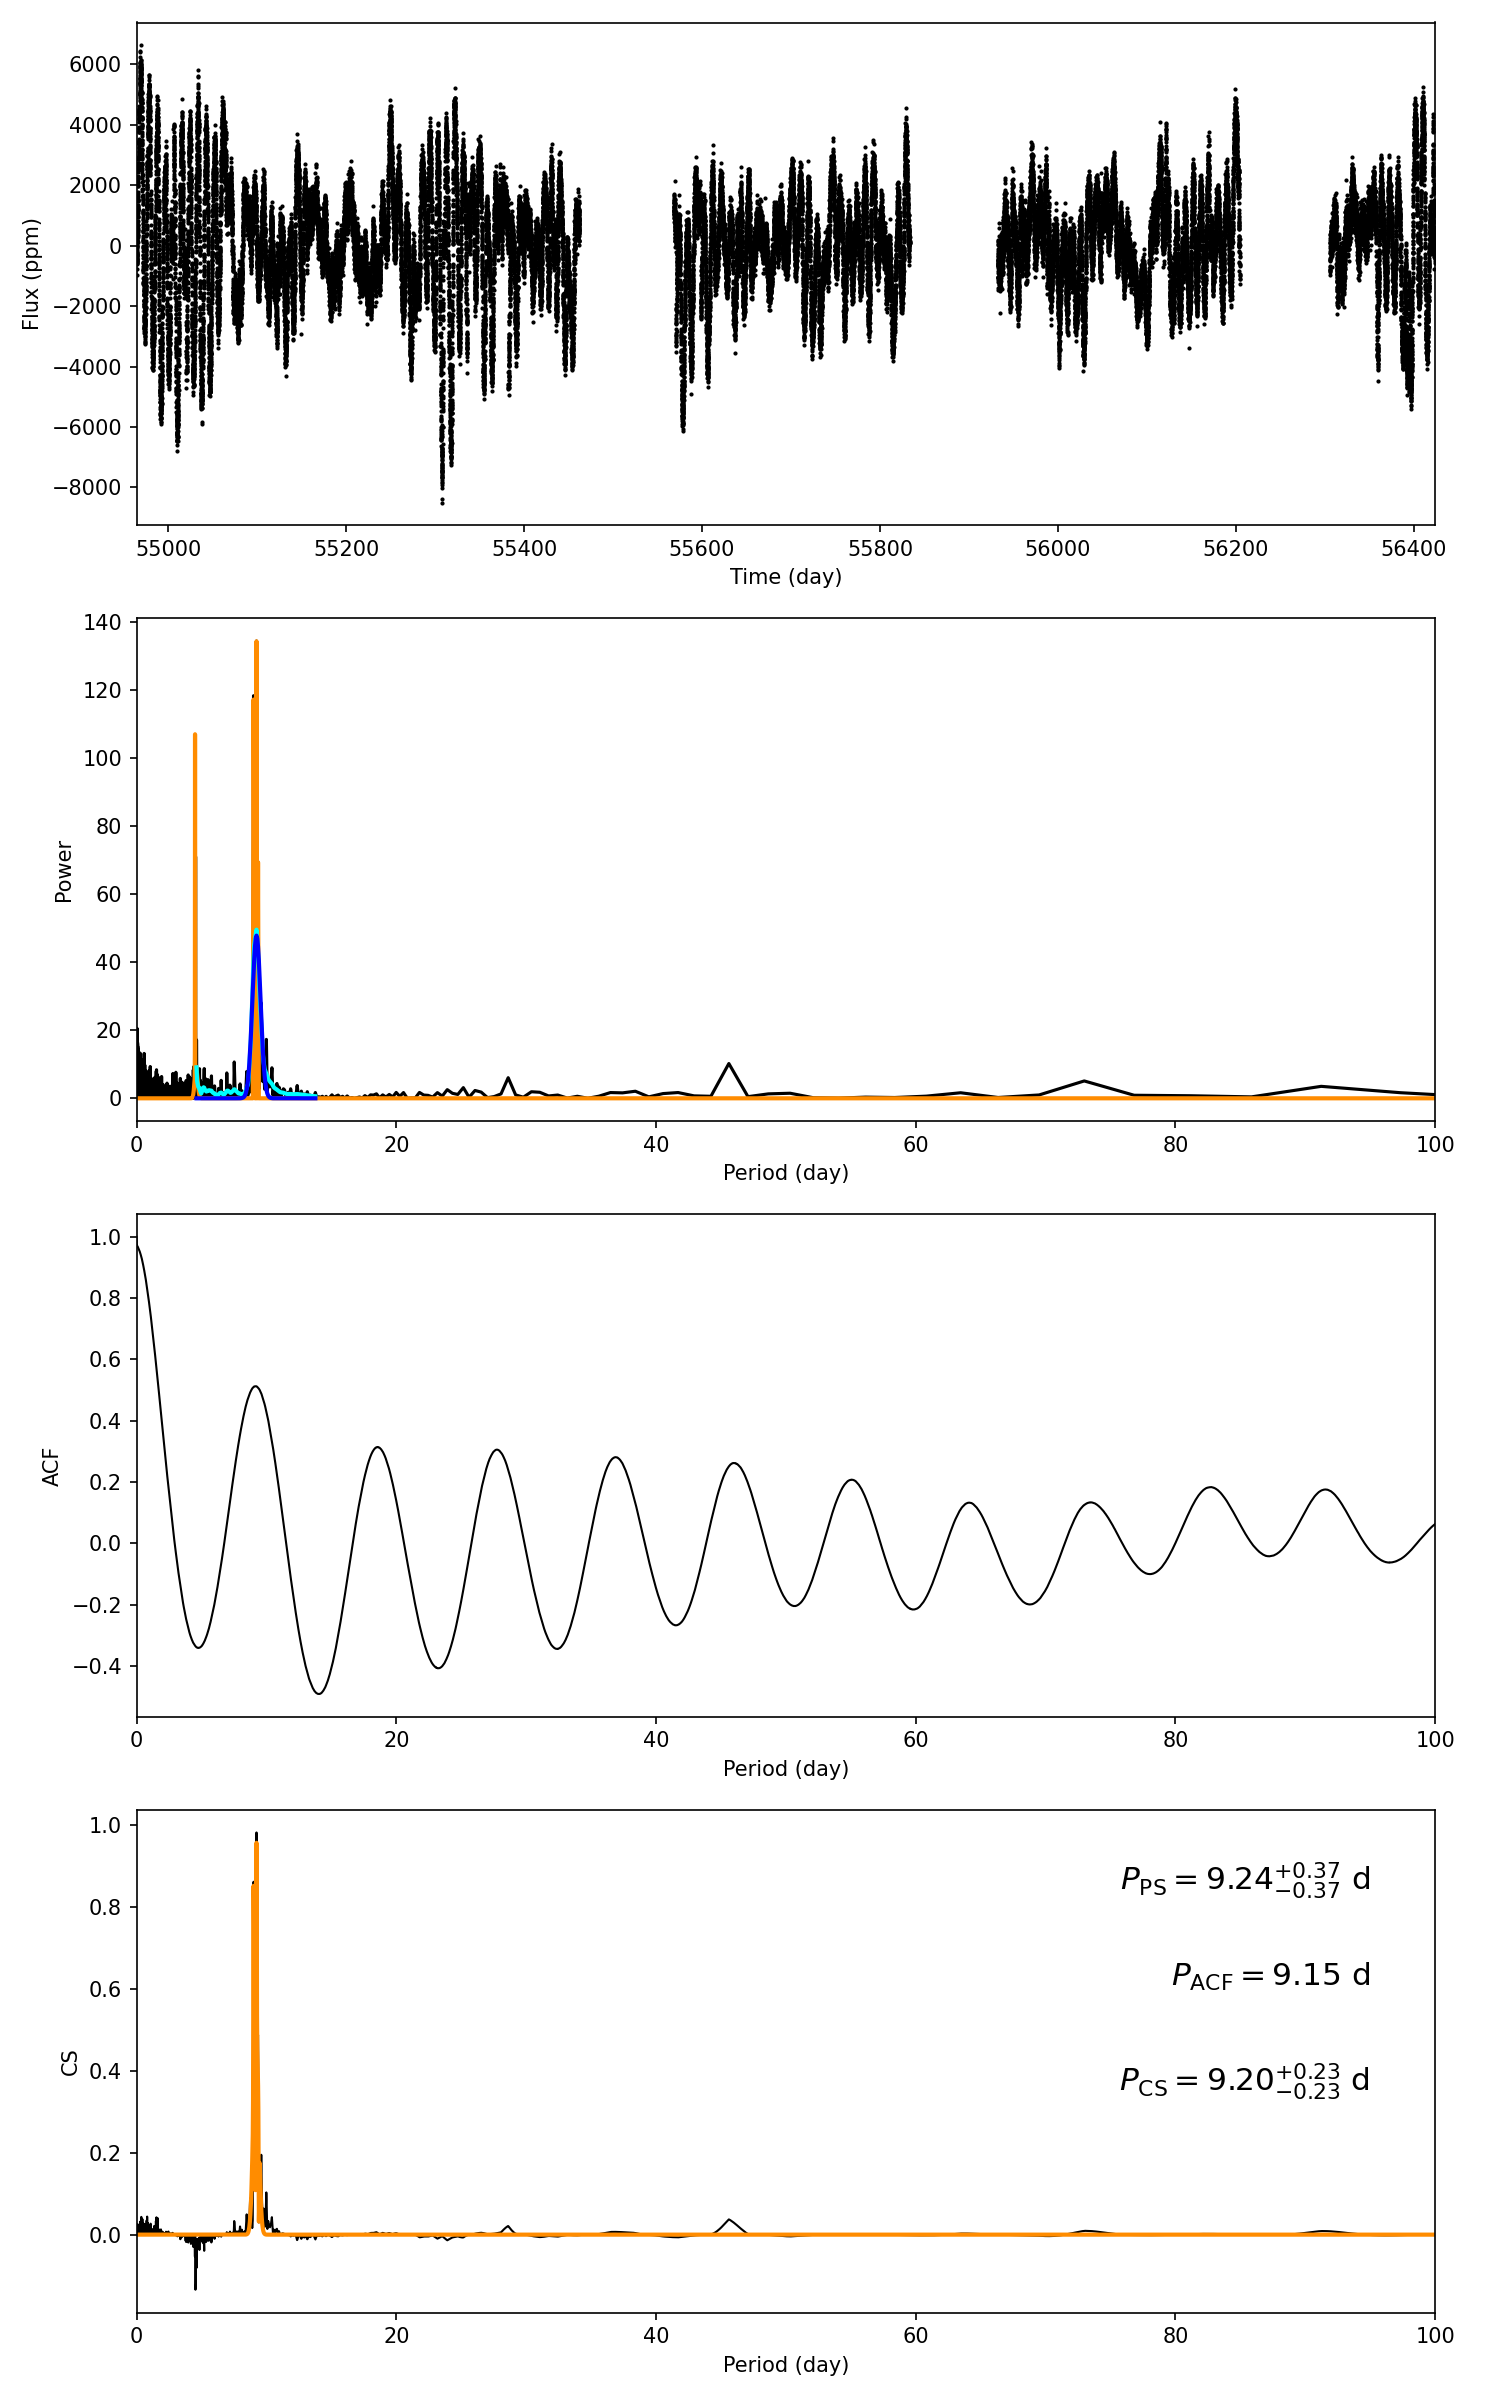 6000
4000
2000
0
−2000
−4000
−6000
−8000
Flux (ppm)
55000 55200 55400 55600 55800 56000 56200 56400
Time (day)
140
120
100
80
60
40
20
0
Power
0 20 40 60 80 100
Period (day)
1.0
0.8
0.6
0.4
0.2
0.0
−0.2
−0.4
ACF
0 20 40 60 80 100
Period (day)
1.0
0.8
0.6
0.4
0.2
0.0
CS
P_PS = 9.24 +0.37 −0.37 d
P_ACF = 9.15 d
P_CS = 9.20 +0.23 −0.23 d
0 20 40 60 80 100
Period (day)